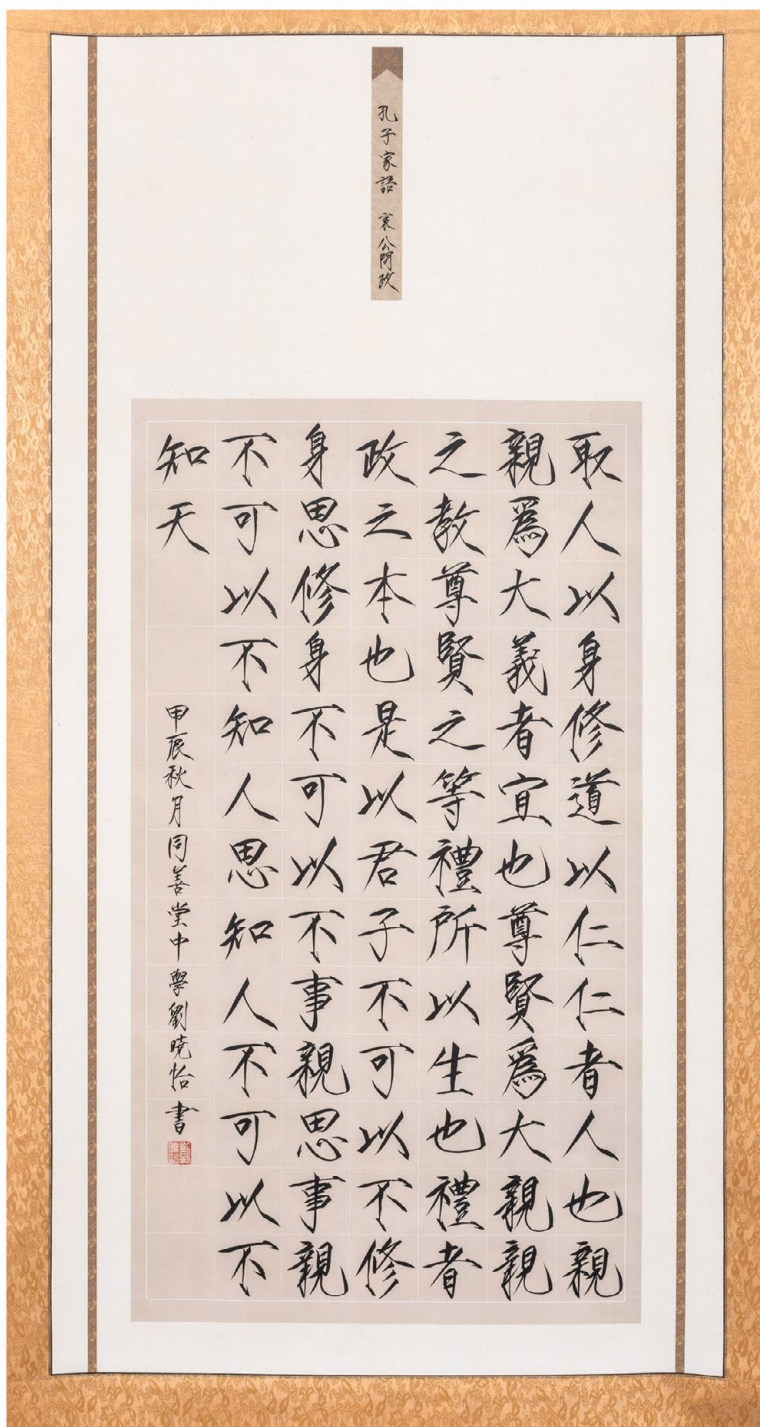 孔子家語 哀公問政
取人以身修道以仁仁者人也親
親爲大義者宜也尊賢爲大親親
之教尊賢之等禮所以生也禮者
政之本也是以君子不可以不修
身思修身不可以不事親思事親
不可以不知人思知人不可以不
知天
甲辰秋月同善堂中學劉曉怡書